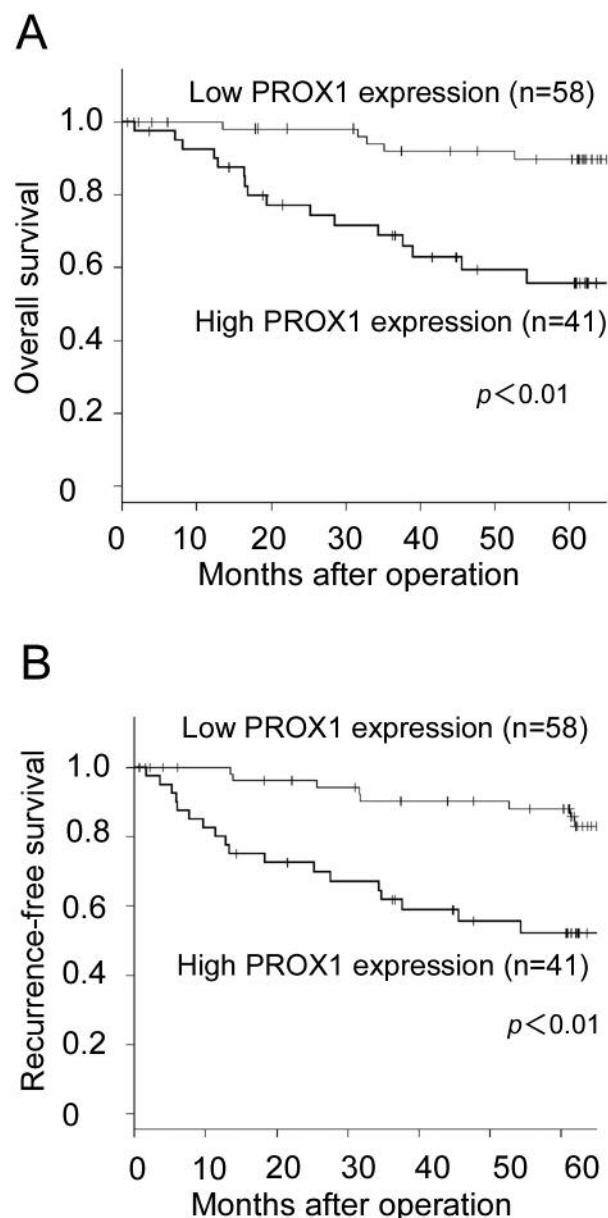 A
Low PROX1 expression (n=58)
1.0
0.8
0.6
0.4
0.2
0
Overall survival
High PROX1 expression (n=41)
p<0.01
0 10 20 30 40 50 60
Months after operation
B
Low PROX1 expression (n=58)
1.0
0.8
0.6
0.4
0.2
0
Recurrence-free survival
High PROX1 expression (n=41)
p<0.01
0 10 20 30 40 50 60
Months after operation